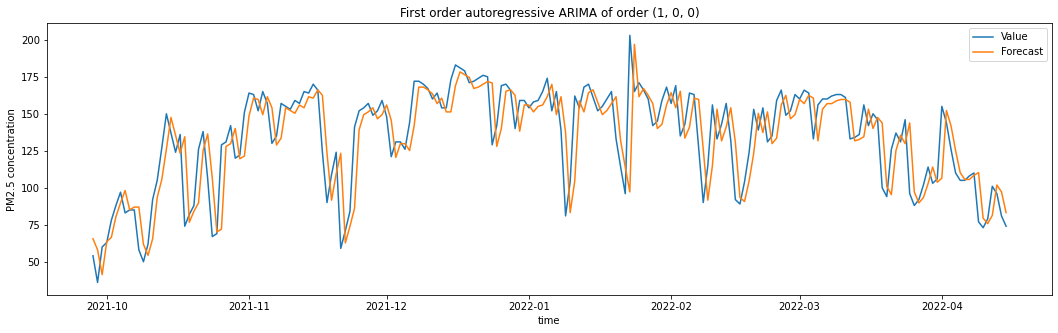 First order autoregressive ARIMA of order (1, 0, 0)
Value
Forecast
PM2.5 concentration
200
175
150
125
100
75
50
2021-10
2021-11
2021-12
2022-01
2022-02
2022-03
2022-04
time